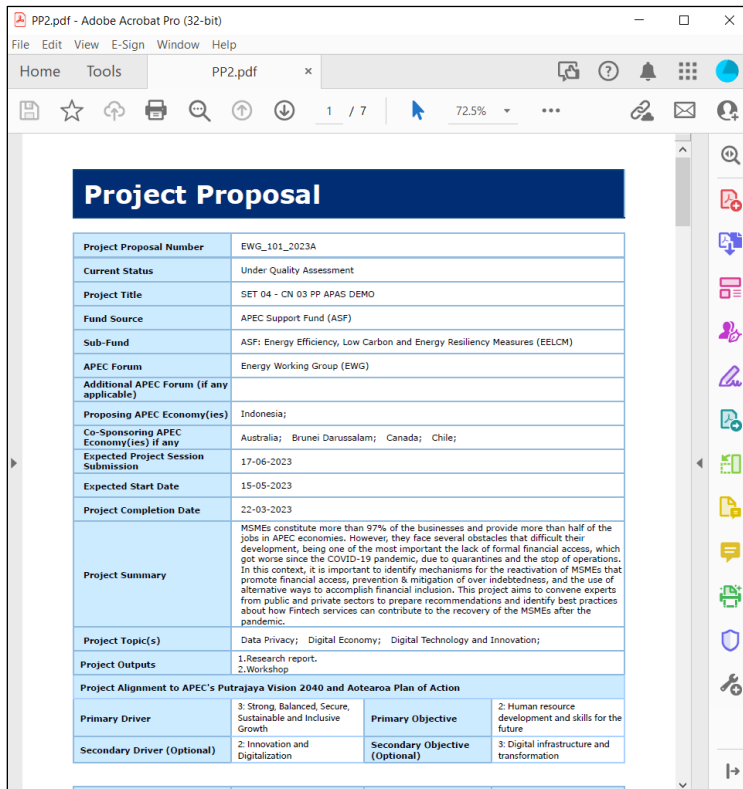 PP2.pdf - Adobe Acrobat Pro (32-bit)
File Edit View E-Sign Window Help
Home Tools PP2.pdf ×
1 / 7 72.5%
Project Proposal
Project Proposal Number EWG_101_2023A
Current Status Under Quality Assessment
Project Title SET 04 - CN 03 PP APAS DEMO
Fund Source APEC Support Fund (ASF)
Sub-Fund ASF: Energy Efficiency, Low Carbon and Energy Resiliency Measures (EELCM)
APEC Forum Energy Working Group (EWG)
Additional APEC Forum (if any
applicable)
Proposing APEC Economy(ies) Indonesia;
Co-Sponsoring APEC
Economy(ies) if any
Australia; Brunei Darussalam; Canada; Chile;
Expected Project Session
Submission
17-06-2023
Expected Start Date 15-05-2023
Project Completion Date 22-03-2023
Project Summary
MSMEs constitute more than 97% of the businesses and provide more than half of the
jobs in APEC economies. However, they face several obstacles that difficult their
development, being one of the most important the lack of formal financial access, which
got worse since the COVID-19 pandemic, due to quarantines and the stop of operations.
In this context, it is important to identify mechanisms for the reactivation of MSMEs that
promote financial access, prevention & mitigation of over indebtedness, and the use of
alternative ways to accomplish financial inclusion. This project aims to convene experts
from public and private sectors to prepare recommendations and identify best practices
about how Fintech services can contribute to the recovery of the MSMEs after the
pandemic.
Project Topic(s) Data Privacy; Digital Economy; Digital Technology and Innovation;
Project Outputs
1.Research report.
2.Workshop
Project Alignment to APEC's Putrajaya Vision 2040 and Aotearoa Plan of Action
Primary Driver
3: Strong, Balanced, Secure,
Sustainable and Inclusive
Growth
Primary Objective
2: Human resource
development and skills for the
future
Secondary Driver (Optional)
2: Innovation and
Digitalization
Secondary Objective
(Optional)
3: Digital infrastructure and
transformation